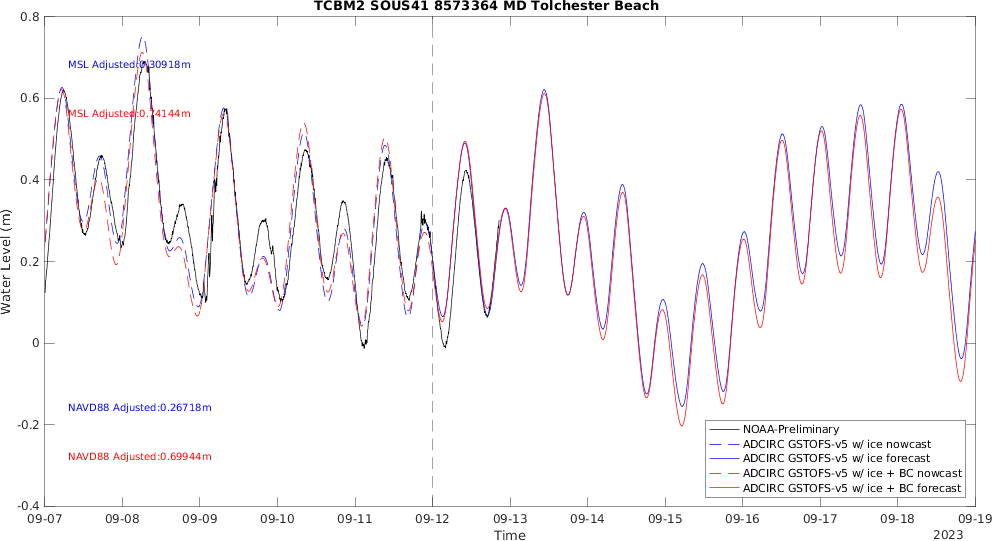 TCBM2 SOUS41 8573364 MD Tolchester Beach
0.8
MSL Adjusted:0.30918m
0.6
MSL Adjusted:0.74144m
0.4
Water Level (m)
0.2
0
-0.2
NAVD88 Adjusted:0.26718m
NAVD88 Adjusted:0.69944m
-0.4
NOAA-Preliminary
ADCIRC GSTOFS-v5 w/ ice nowcast
ADCIRC GSTOFS-v5 w/ ice forecast
ADCIRC GSTOFS-v5 w/ ice + BC nowcast
ADCIRC GSTOFS-v5 w/ ice + BC forecast
09-07 09-08 09-09 09-10 09-11 09-12 09-13 09-14 09-15 09-16 09-17 09-18 09-19
Time
2023